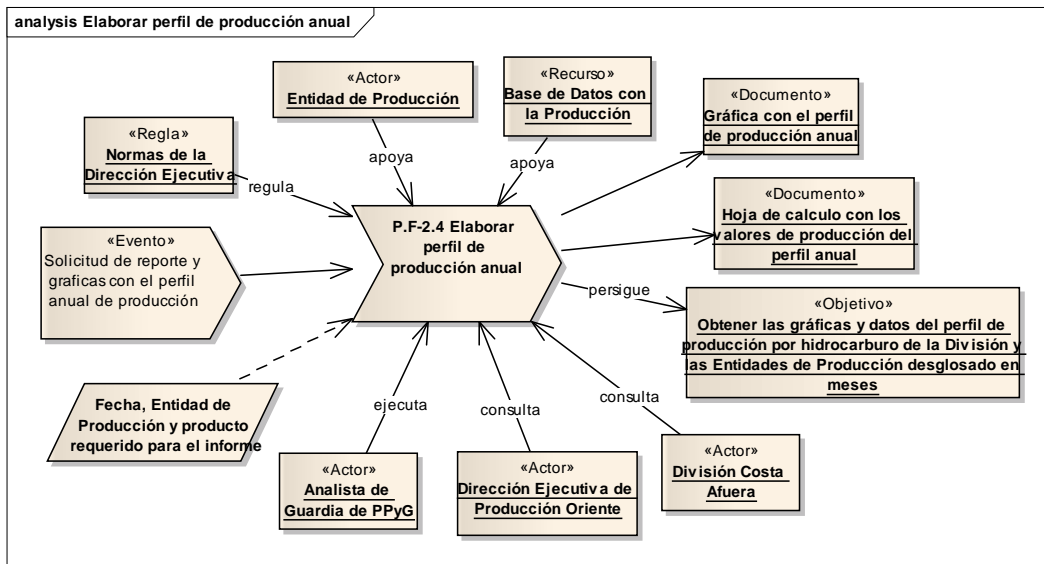 analysis Elaborar perfil de producción anual
«Actor»
Entidad de Producción
«Recurso»
Base de Datos con
la Producción
«Documento»
Gráfica con el perfil
de producción anual
«Regla»
Normas de la
Dirección Ejecutiva
regula
apoya
apoya
«Documento»
Hoja de calculo con los
valores de producción del
perfil anual
«Evento»
Solicitud de reporte y
graficas con el perfil
anual de producción
P.F-2.4 Elaborar
perfil de
producción anual
persigue
«Objetivo»
Obtener las gráficas y datos del perfil de
producción por hidrocarburo de la División y
las Entidades de Producción desglosado en
meses
Fecha, Entidad de
Producción y producto
requerido para el informe
ejecuta
consulta
consulta
«Actor»
Analista de
Guardia de PPyG
«Actor»
Dirección Ejecutiva de
Producción Oriente
«Actor»
División Costa
Afuera